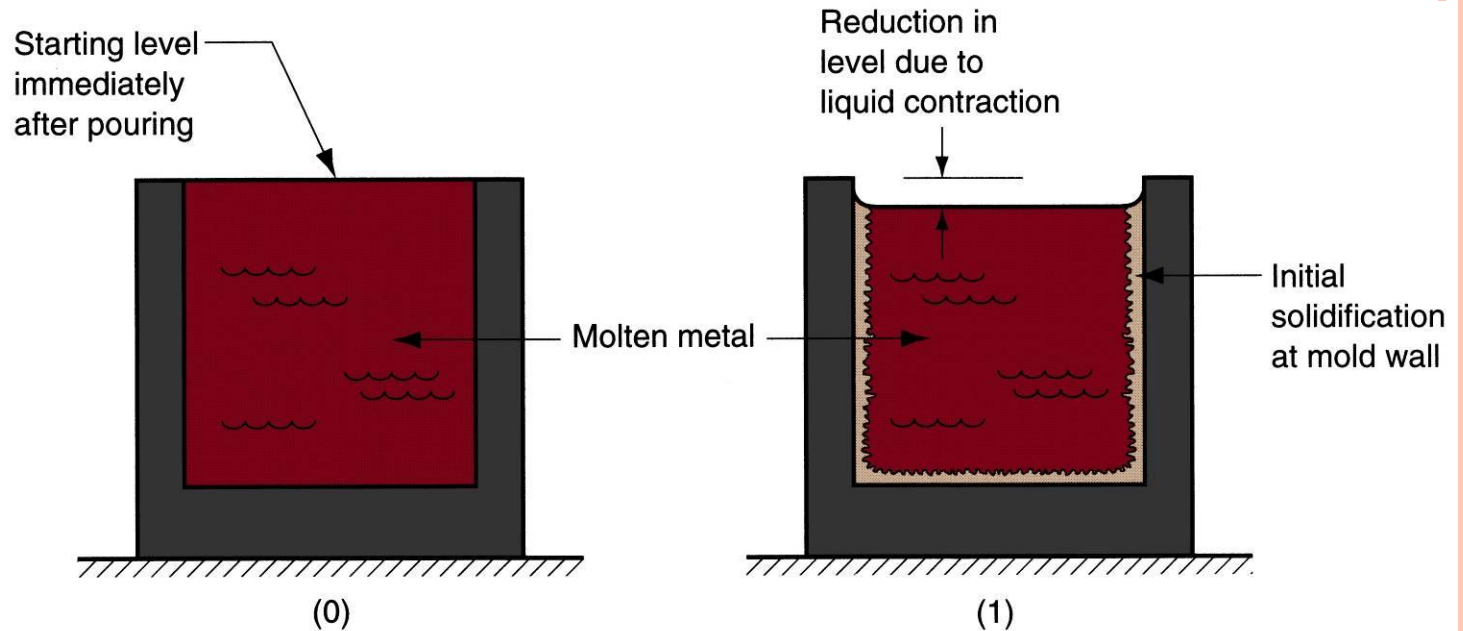 Starting level
immediately
after pouring
Reduction in
level due to
liquid contraction
Molten metal
Initial
solidification
at mold wall
(0)
(1)